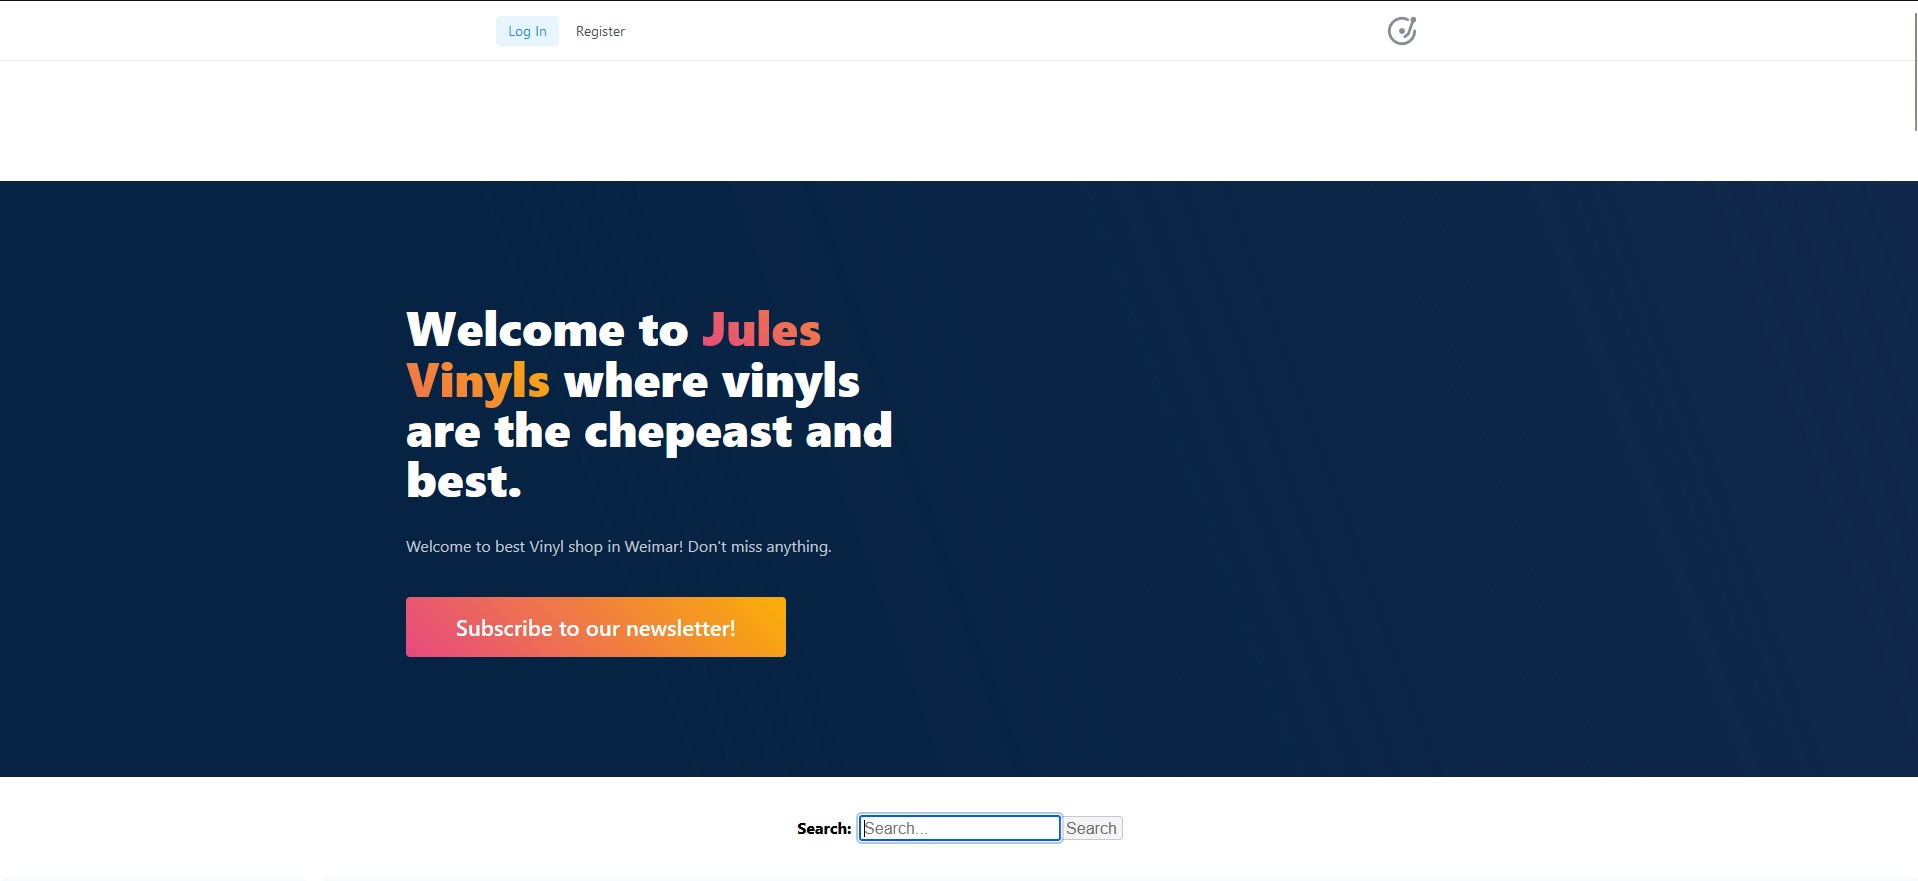 Log In Register
Welcome to Jules
Vinyls where vinyls
are the chepeast and
best.
Welcome to best Vinyl shop in Weimar! Don't miss anything.
Subscribe to our newsletter!
Search: Search... Search